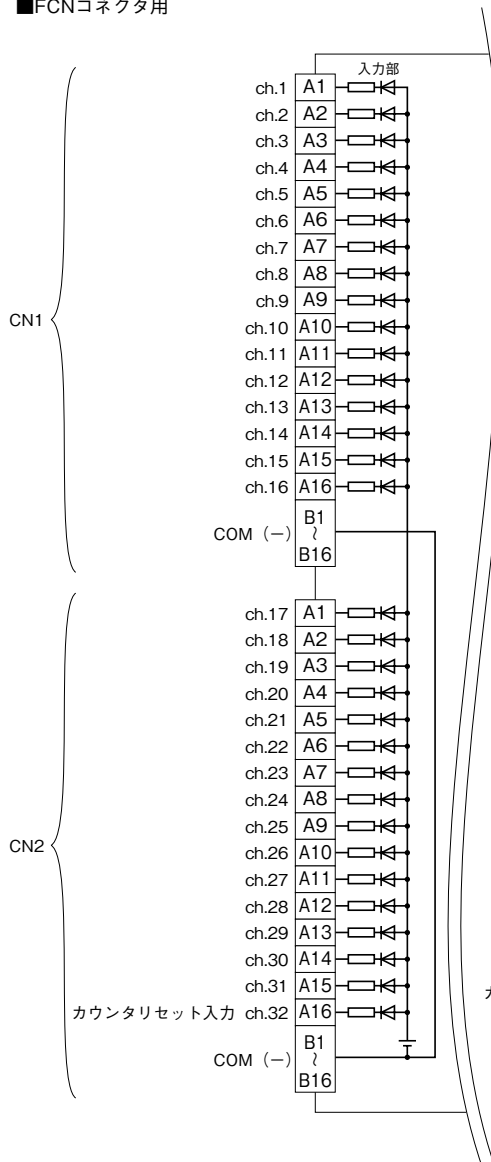 ■FCNコネクタ用
入力部
ch.1 A1
ch.2 A2
ch.3 A3
ch.4 A4
ch.5 A5
ch.6 A6
ch.7 A7
ch.8 A8
ch.9 A9
CN1
ch.10 A10
ch.11 A11
ch.12 A12
ch.13 A13
ch.14 A14
ch.15 A15
ch.16 A16
COM（−） B1
～
B16
ch.17 A1
ch.18 A2
ch.19 A3
ch.20 A4
ch.21 A5
ch.22 A6
ch.23 A7
ch.24 A8
ch.25 A9
CN2
ch.26 A10
ch.27 A11
ch.28 A12
ch.29 A13
ch.30 A14
ch.31 A15
カウンタリセット入力 ch.32 A16
COM（−） B1
～
B16